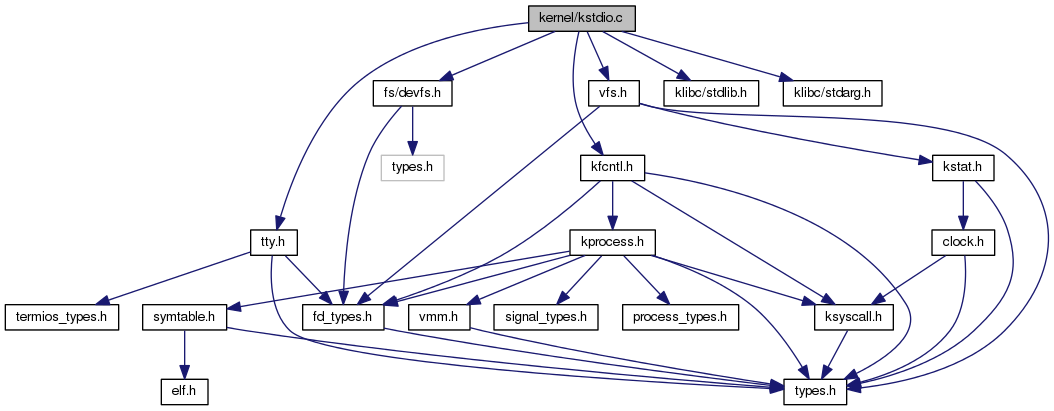 kernel/kstdio.c
fs/devfs.h
vfs.h
klibc/stdlib.h
klibc/stdarg.h
types.h
kfcntl.h
kstat.h
tty.h
kprocess.h
clock.h
termios_types.h
symtable.h
fd_types.h
vmm.h
signal_types.h
process_types.h
ksyscall.h
elf.h
types.h